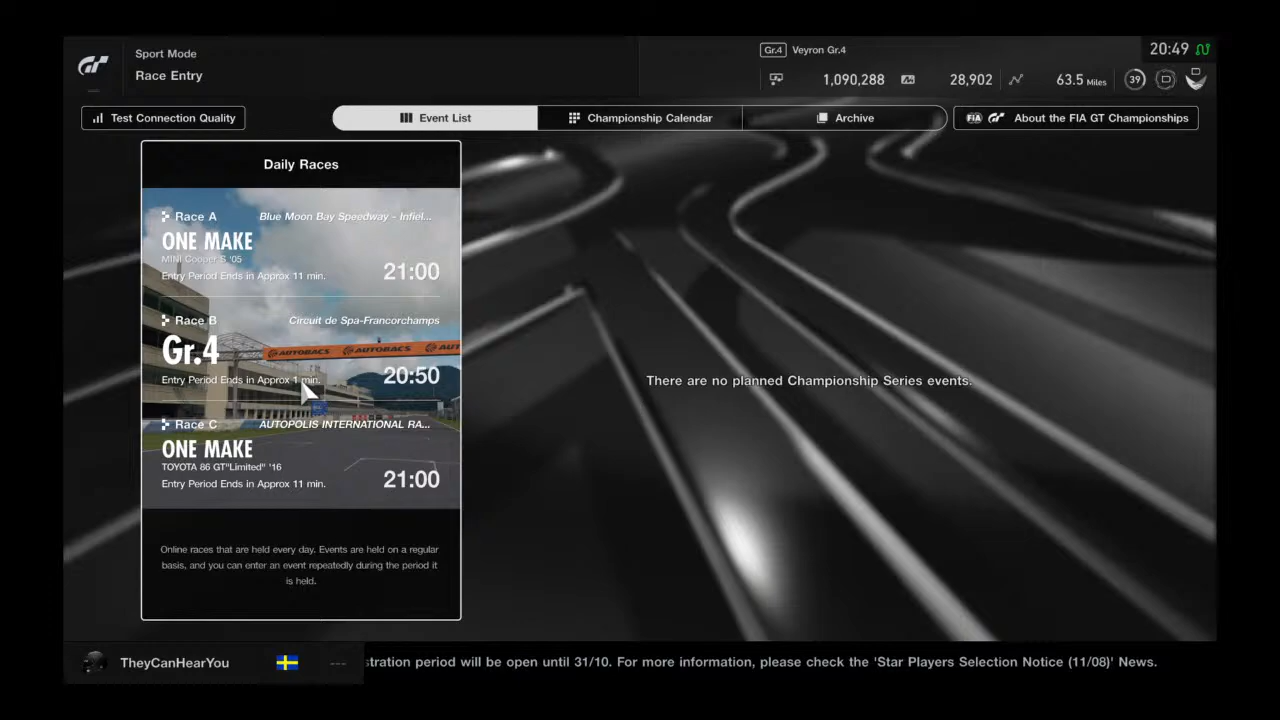 Sport Mode
Race Entry
Gr.4 Veyron Gr.4
20:49
1,090,288 28,902 63.5 Miles 39
Test Connection Quality
Event List
Championship Calendar
Archive
FIA GT About the FIA GT Championships
Daily Races
Race A Blue Moon Bay Speedway - Infiel...
ONE MAKE
MINI Cooper S '05
Entry Period Ends in Approx 11 min. 21:00
Race B Circuit de Spa-Francorchamps
Gr.4
AUTOBACS AUTOBACS AUT
Entry Period Ends in Approx 1 min. 20:50
Race C AUTOPOLIS INTERNATIONAL RA...
ONE MAKE
TOYOTA 86 GT"Limited" '16
Entry Period Ends in Approx 11 min. 21:00
Online races that are held every day. Events are held on a regular
basis, and you can enter an event repeatedly during the period it
is held.
There are no planned Championship Series events.
TheyCanHearYou ---
stration period will be open until 31/10. For more information, please check the 'Star Players Selection Notice (11/08)' News.